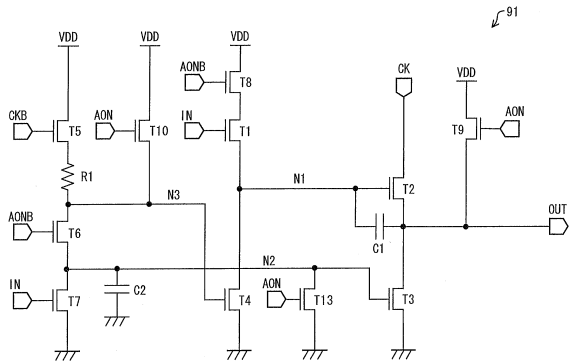 91
VDD
VDD
VDD
AONB
T8
CK
VDD
CKB
T5
AON
T10
IN
T1
T9
AON
R1
N3
N1
T2
C1
OUT
AONB
T6
N2
IN
T7
C2
T4
AON
T13
T3